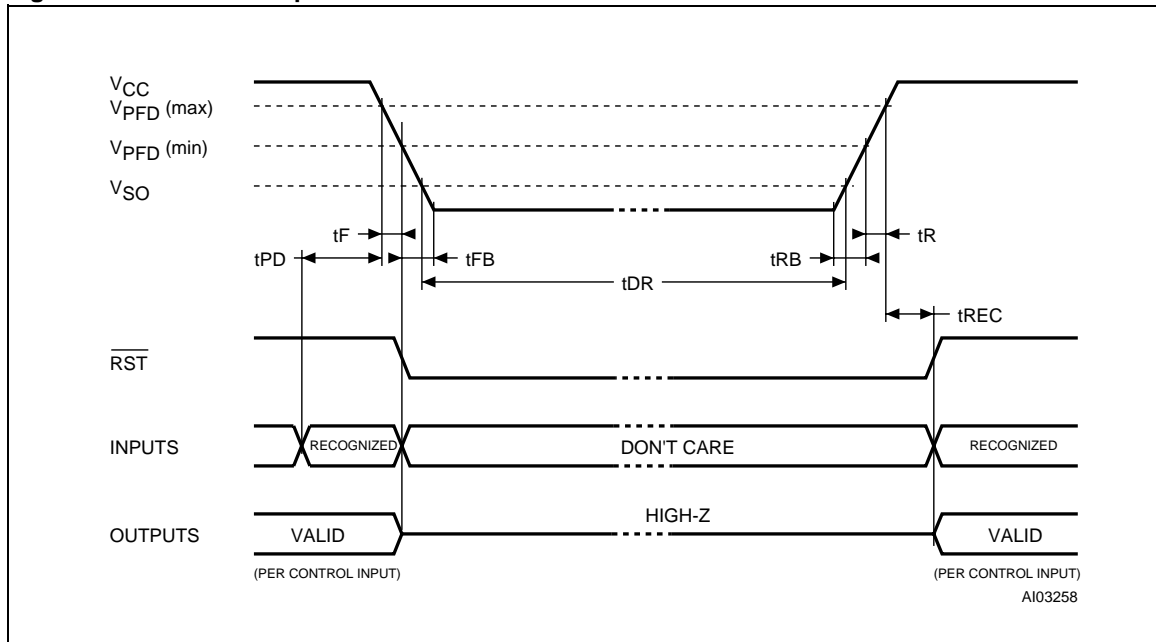 VCC
VPFD (max)
VPFD (min)
VSO
tF
tR
tPD
tFB
tRB
tDR
tREC
RST
INPUTS
RECOGNIZED
DON'T CARE
RECOGNIZED
HIGH-Z
OUTPUTS
VALID
VALID
(PER CONTROL INPUT)
(PER CONTROL INPUT)
AI03258